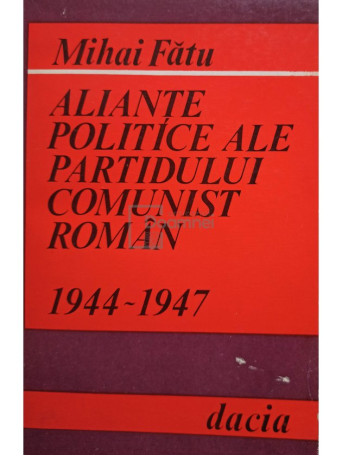 Mihai Fătu
ALIANȚE
POLITICE ALE
PARTIDULUI
COMUNIST
ROMÂN
1944-1947
dacia